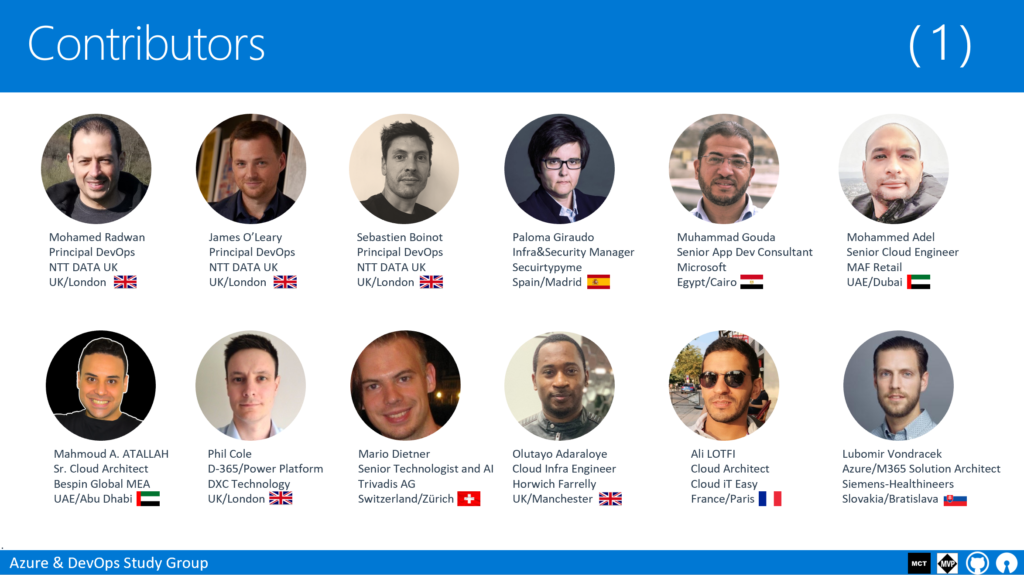 Contributors
(1)
Mohamed Radwan
Principal DevOps
NTT DATA UK
UK/London
James O’Leary
Principal DevOps
NTT DATA UK
UK/London
Sebastien Boinot
Principal DevOps
NTT DATA UK
UK/London
Paloma Giraudo
Infra&Security Manager
Secuirtypyme
Spain/Madrid
Muhammad Gouda
Senior App Dev Consultant
Microsoft
Egypt/Cairo
Mohammed Adel
Senior Cloud Engineer
MAF Retail
UAE/Dubai
Mahmoud A. ATALLAH
Sr. Cloud Architect
Bespin Global MEA
UAE/Abu Dhabi
Phil Cole
D-365/Power Platform
DXC Technology
UK/London
Mario Dietner
Senior Technologist and AI
Trivadis AG
Switzerland/Zürich
Olutayo Adaraloye
Cloud Infra Engineer
Horwich Farrelly
UK/Manchester
Ali LOTFI
Cloud Architect
Cloud iT Easy
France/Paris
Lubomir Vondracek
Azure/M365 Solution Architect
Siemens-Healthineers
Slovakia/Bratislava
Azure & DevOps Study Group
MCT
MVP